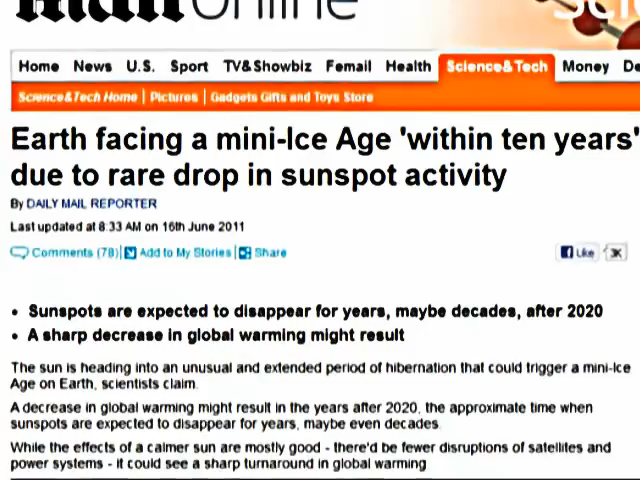 Mail Online
Home News U.S. Sport TV&Showbiz Femail Health Science&Tech Money
Science&Tech Home | Pictures | Gadgets Gifts and Toys Store
Earth facing a mini-Ice Age 'within ten years'
due to rare drop in sunspot activity
By DAILY MAIL REPORTER
Last updated at 8:33 AM on 16th June 2011
Comments (78) | Add to My Stories | Share
Like 3K
• Sunspots are expected to disappear for years, maybe decades, after 2020
• A sharp decrease in global warming might result
The sun is heading into an unusual and extended period of hibernation that could trigger a mini-Ice
Age on Earth, scientists claim.
A decrease in global warming might result in the years after 2020, the approximate time when
sunspots are expected to disappear for years, maybe even decades.
While the effects of a calmer sun are mostly good - there'd be fewer disruptions of satellites and
power systems - it could see a sharp turnaround in global warming